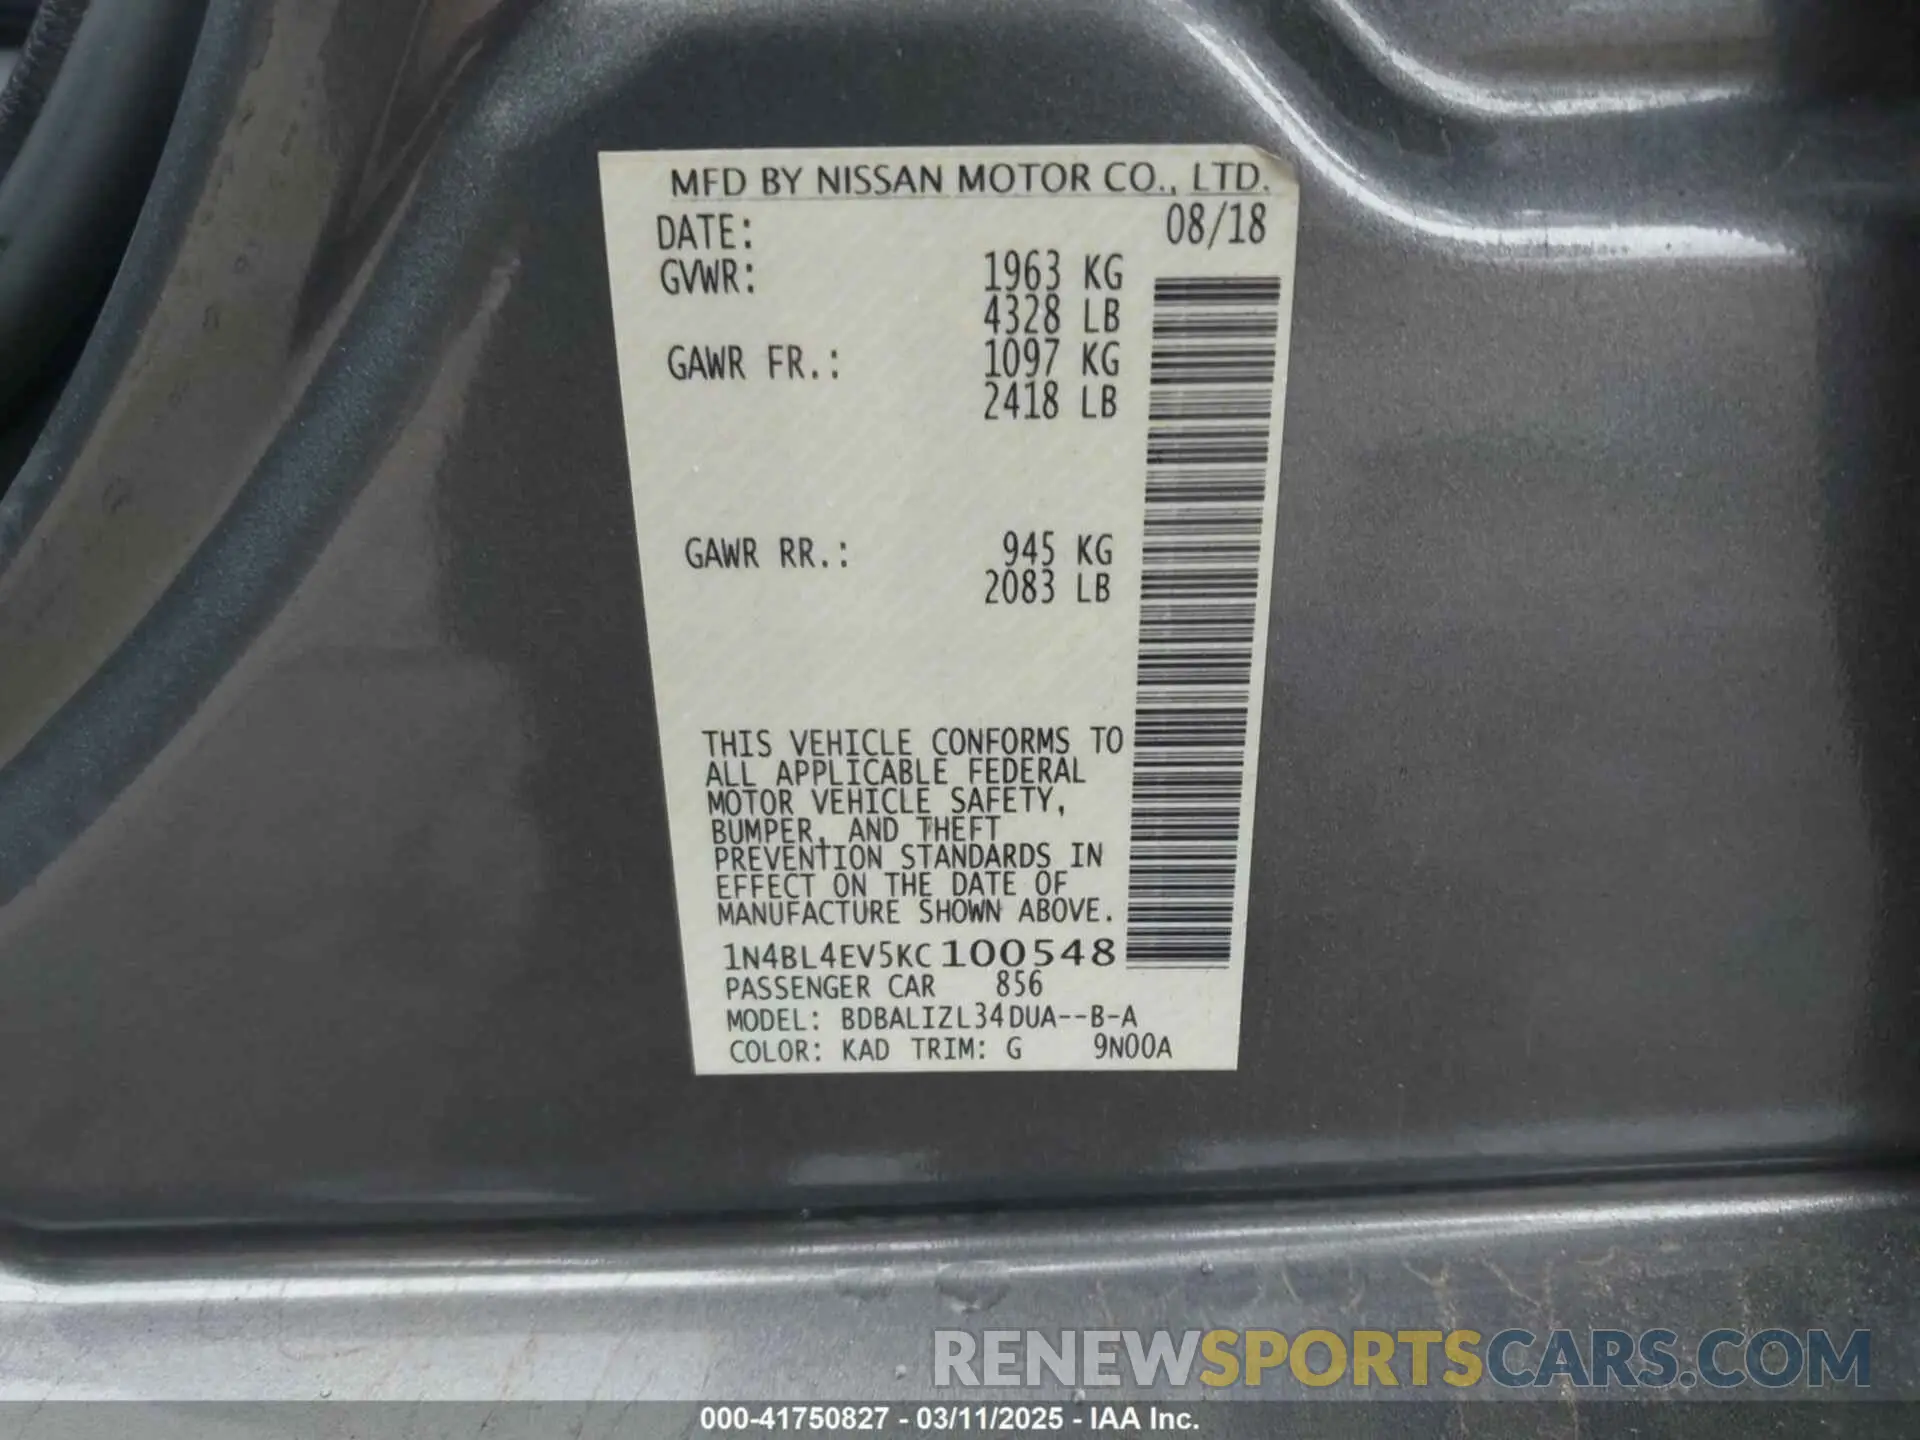 MFD BY NISSAN MOTOR CO., LTD.
DATE: 08/18
GVWR: 1963 KG
4328 LB
GAWR FR.: 1097 KG
2418 LB
GAWR RR.: 945 KG
2083 LB
THIS VEHICLE CONFORMS TO
ALL APPLICABLE FEDERAL
MOTOR VEHICLE SAFETY,
BUMPER, AND THEFT
PREVENTION STANDARDS IN
EFFECT ON THE DATE OF
MANUFACTURE SHOWN ABOVE.
1N4BL4EV5KC100548
PASSENGER CAR 856
MODEL: BDBALIZL34DUA--B-A
COLOR: KAD TRIM: G 9N00A
RENEWSPORTSCARS.COM
000-41750827 - 03/11/2025 - IAA Inc.